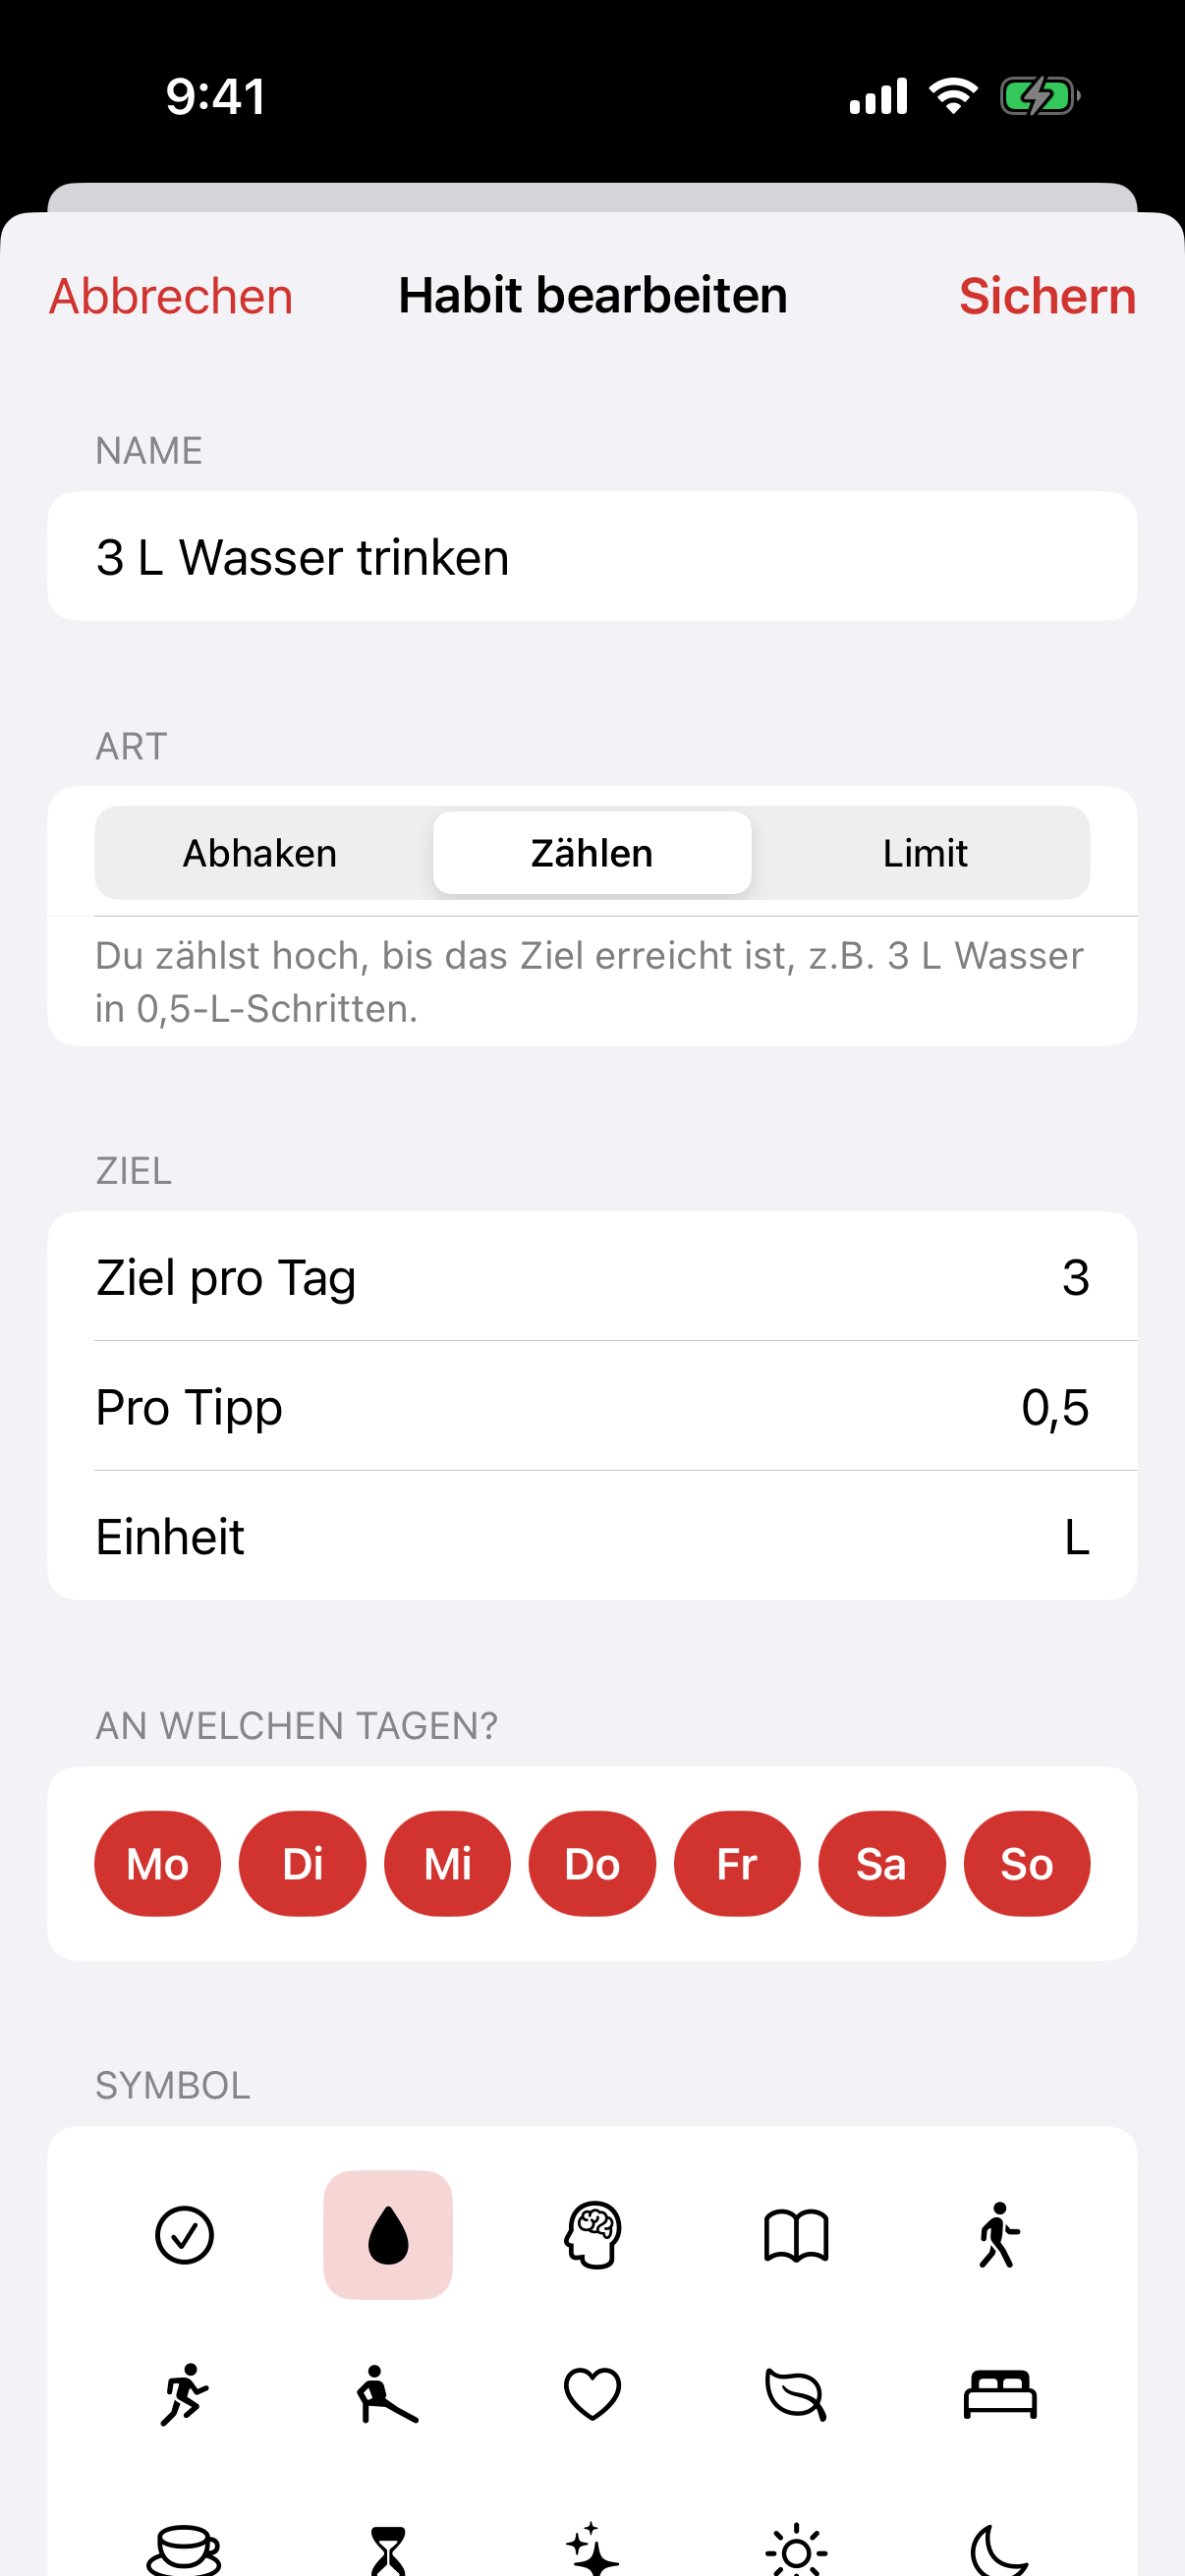 9:41
Abbrechen Habit bearbeiten Sichern
NAME
3 L Wasser trinken
ART
Abhaken Zählen Limit
Du zählst hoch, bis das Ziel erreicht ist, z.B. 3 L Wasser
in 0,5-L-Schritten.
ZIEL
Ziel pro Tag 3
Pro Tipp 0,5
Einheit L
AN WELCHEN TAGEN?
Mo Di Mi Do Fr Sa So
SYMBOL